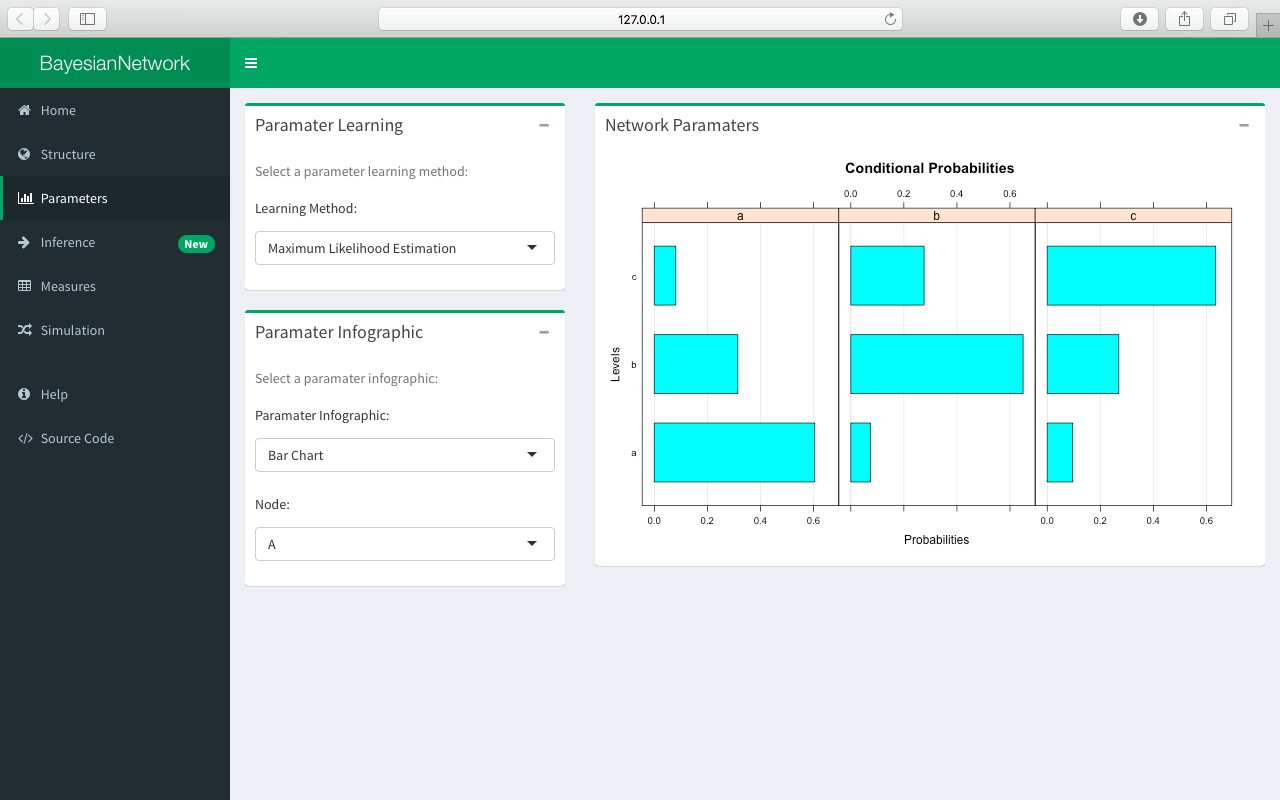 127.0.0.1
BayesianNetwork
Home
Structure
Parameters
Inference New
Measures
Simulation
Help
Source Code
Paramater Learning
Select a parameter learning method:
Learning Method:
Maximum Likelihood Estimation
Paramater Infographic
Select a paramater infographic:
Paramater Infographic:
Bar Chart
Node:
A
Network Paramaters
Conditional Probabilities
0.0 0.2 0.4 0.6
a b c
c
b
a
Levels
0.0 0.2 0.4 0.6 0.0 0.2 0.4 0.6
Probabilities